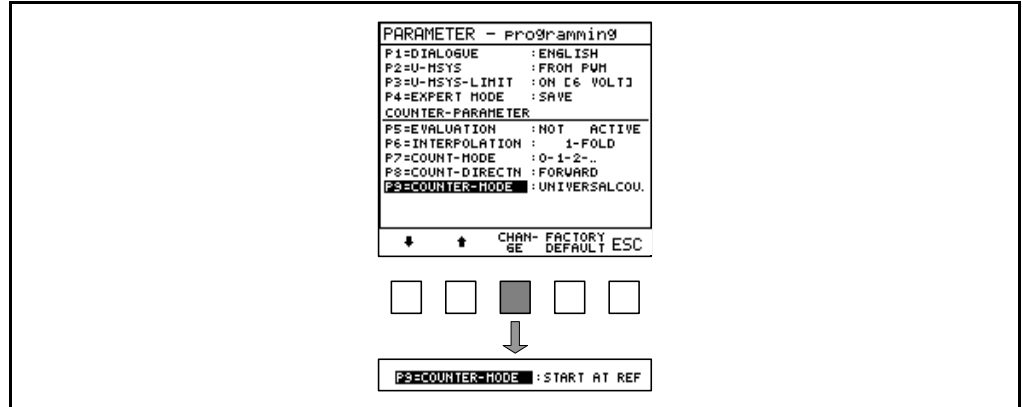 PARAMETER - programming
P1=DIALOGUE :ENGLISH
P2=U-MSYS :FROM PWM
P3=U-MSYS-LIMIT :ON [6 VOLT]
P4=EXPERT MODE :SAVE
COUNTER-PARAMETER
P5=EVALUATION :NOT ACTIVE
P6=INTERPOLATION : 1-FOLD
P7=COUNT-MODE :0-1-2-..
P8=COUNT-DIRECTN :FORWARD
P9=COUNTER-MODE :UNIVERSALCOU.
CHAN-GE FACTORY DEFAULT ESC
P9=COUNTER-MODE :START AT REF